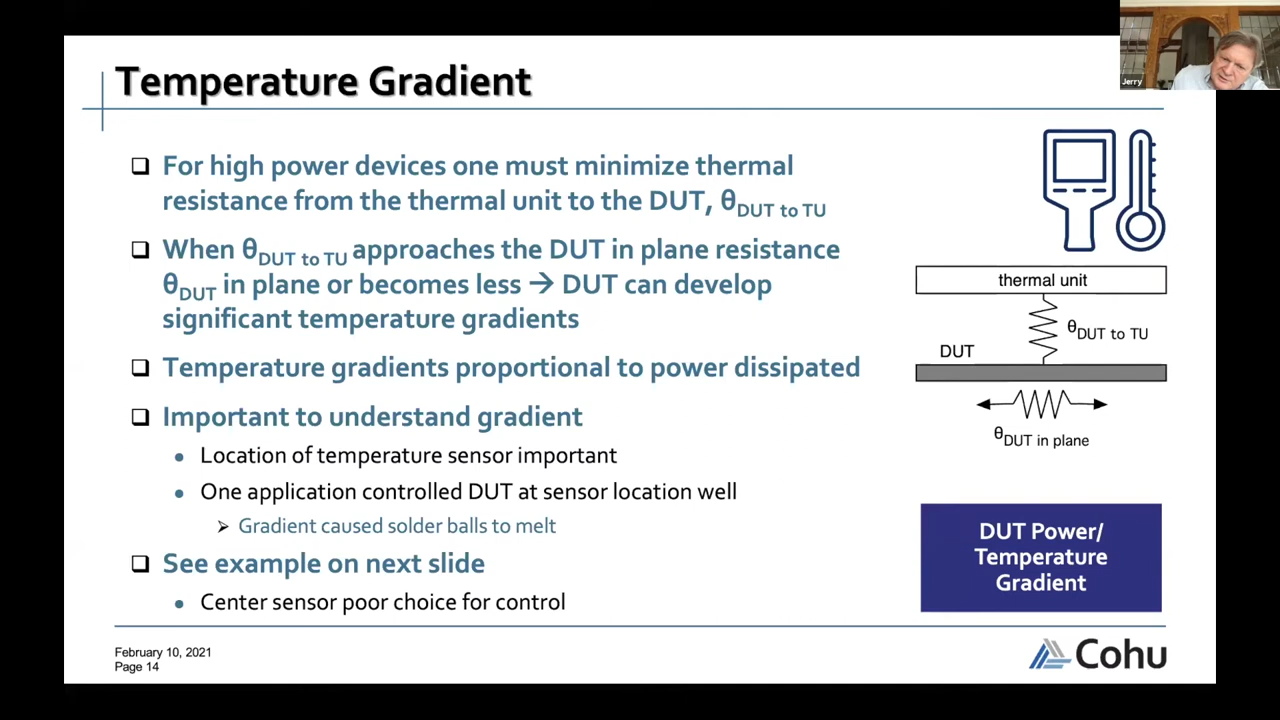 Jerry
Temperature Gradient
❑ For high power devices one must minimize thermal
resistance from the thermal unit to the DUT, θDUT to TU
❑ When θDUT to TU approaches the DUT in plane resistance
θDUT in plane or becomes less → DUT can develop
significant temperature gradients
❑ Temperature gradients proportional to power dissipated
❑ Important to understand gradient
• Location of temperature sensor important
• One application controlled DUT at sensor location well
➢ Gradient caused solder balls to melt
❑ See example on next slide
• Center sensor poor choice for control
thermal unit
θDUT to TU
DUT
θDUT in plane
DUT Power/
Temperature
Gradient
February 10, 2021
Page 14
Cohu